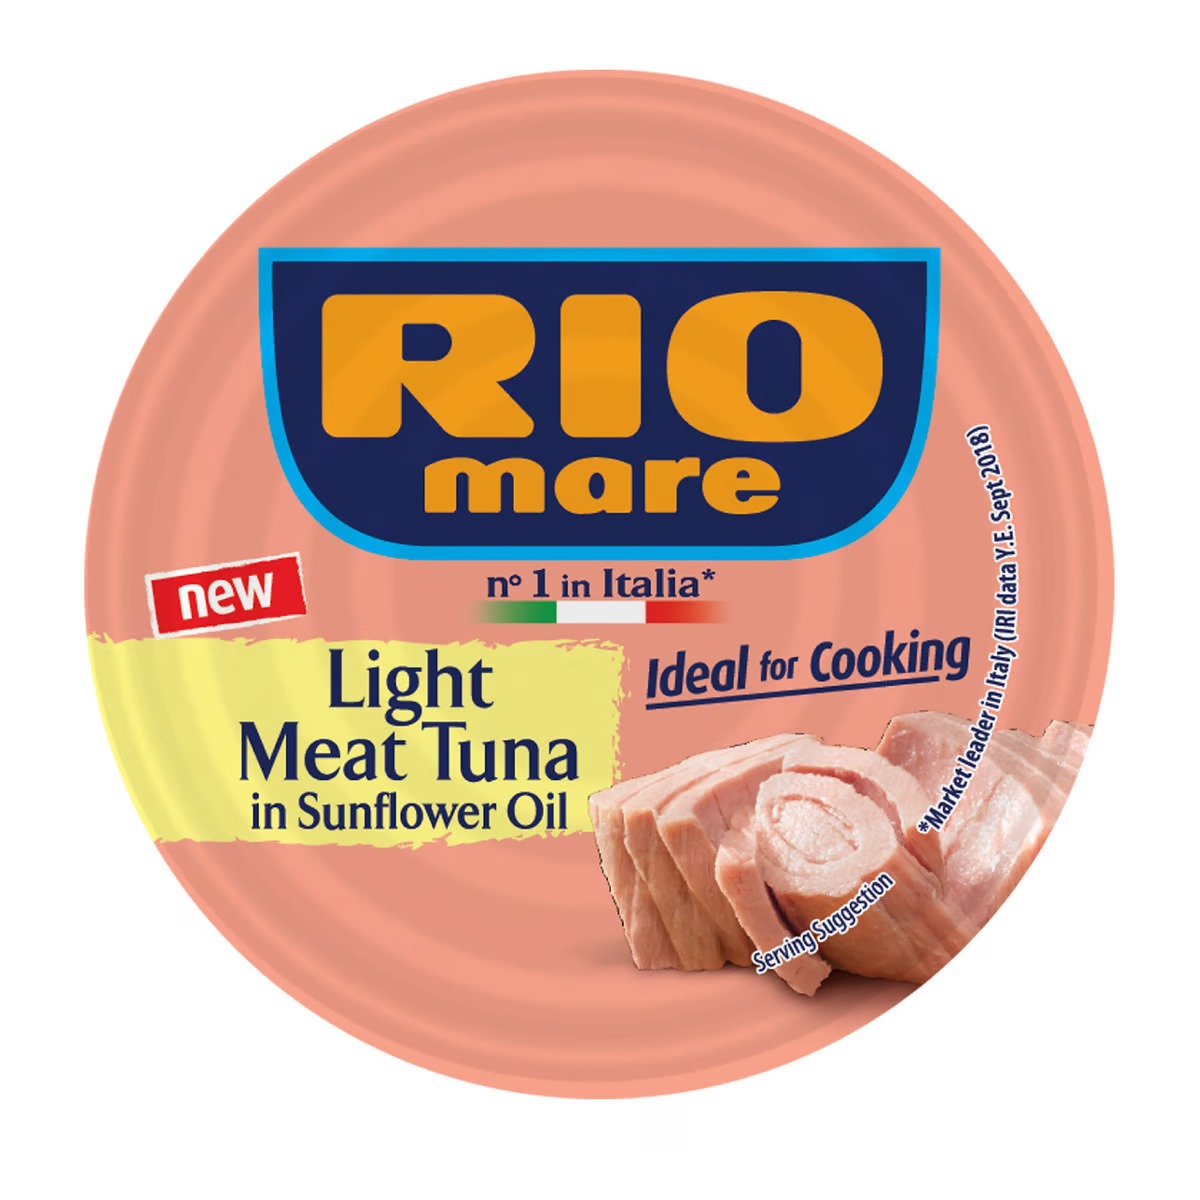 RIO
mare
n° 1 in Italia*
new
Light
Meat Tuna
in Sunflower Oil
Ideal for Cooking
*Market leader in Italy (IRI data Y.E. Sept 2018)
Serving Suggestion